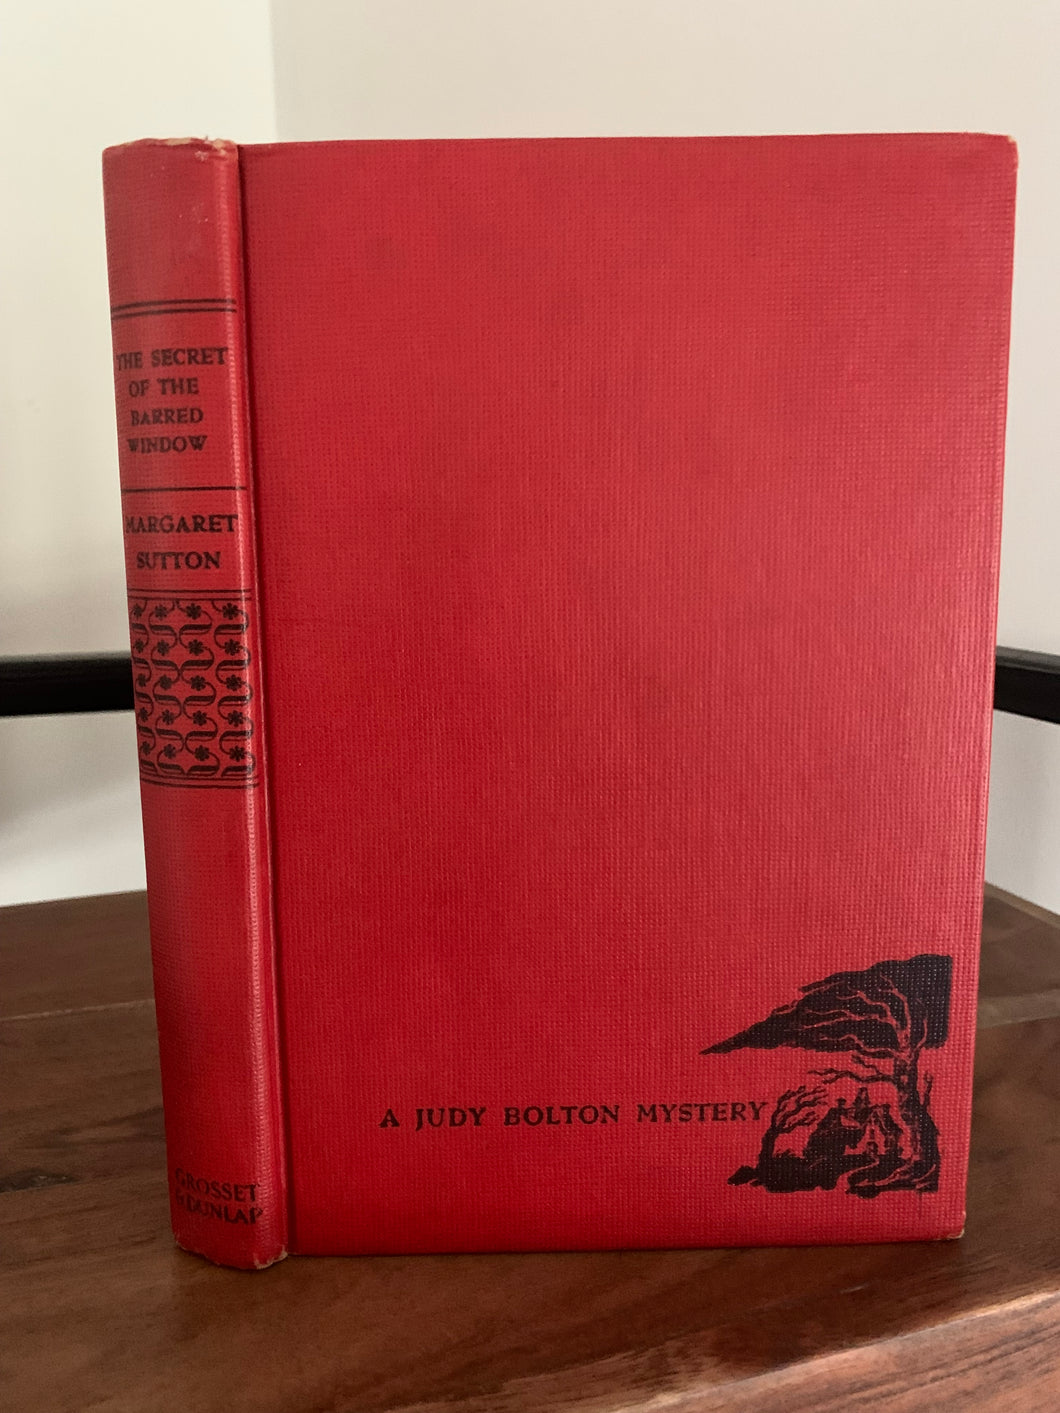 THE SECRET
OF THE
BARRED
WINDOW
MARGARET
SUTTON
GROSSET
& DUNLAP
A JUDY BOLTON MYSTERY